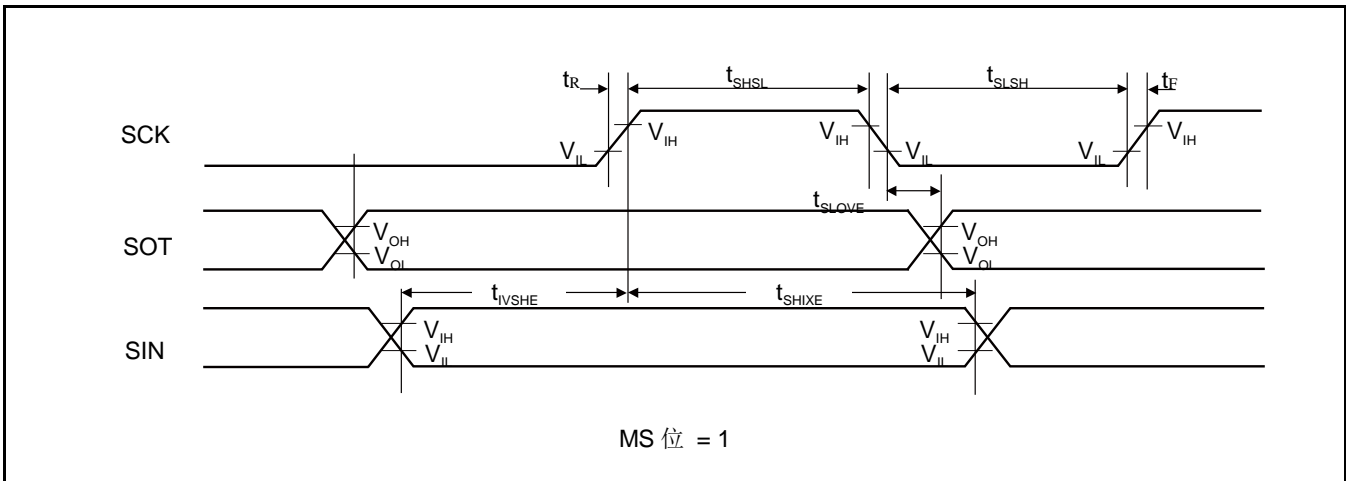 tR tSHSL tSLSH tF
SCK VIL VIH VIH VIL VIL VIH
tSLOVE
SOT VOH VOH
VOL VOL
tIVSHE tSHIXE
SIN VIH VIH
VIL VIL
MS 位 = 1